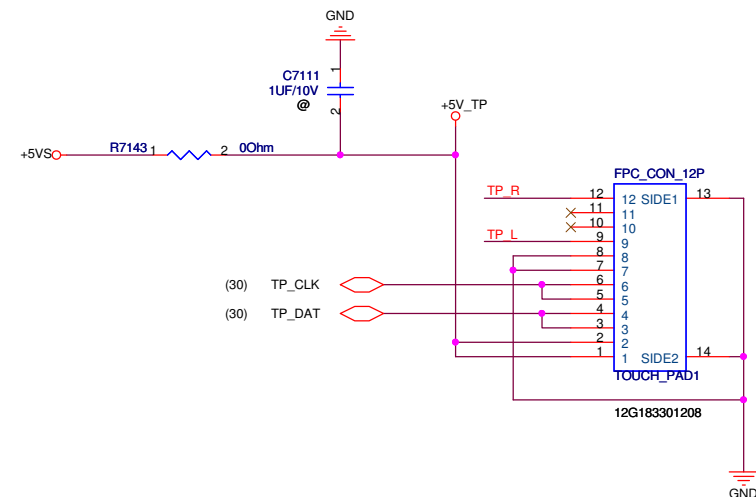 GND
C7111
1
1UF/10V
@
2
+5V_TP
+5VS
R7143 1
2 0Ohm
FPC_CON_12P
TP_R
12
12 SIDE1
13
11
11
10
10
TP_L
9
9
8
8
7
7
(30) TP_CLK
6
6
5
5
(30) TP_DAT
4
4
3
3
2
2
1
1 SIDE2
14
TOUCH_PAD1
12G183301208
GND